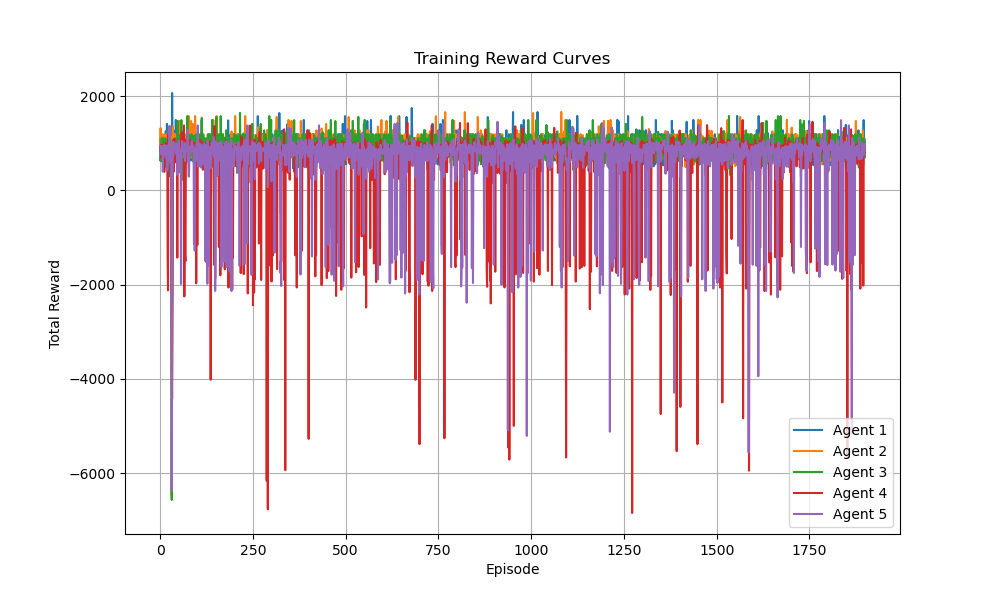 Training Reward Curves
Total Reward
2000
0
−2000
−4000
−6000
0 250 500 750 1000 1250 1500 1750
Episode
Agent 1
Agent 2
Agent 3
Agent 4
Agent 5